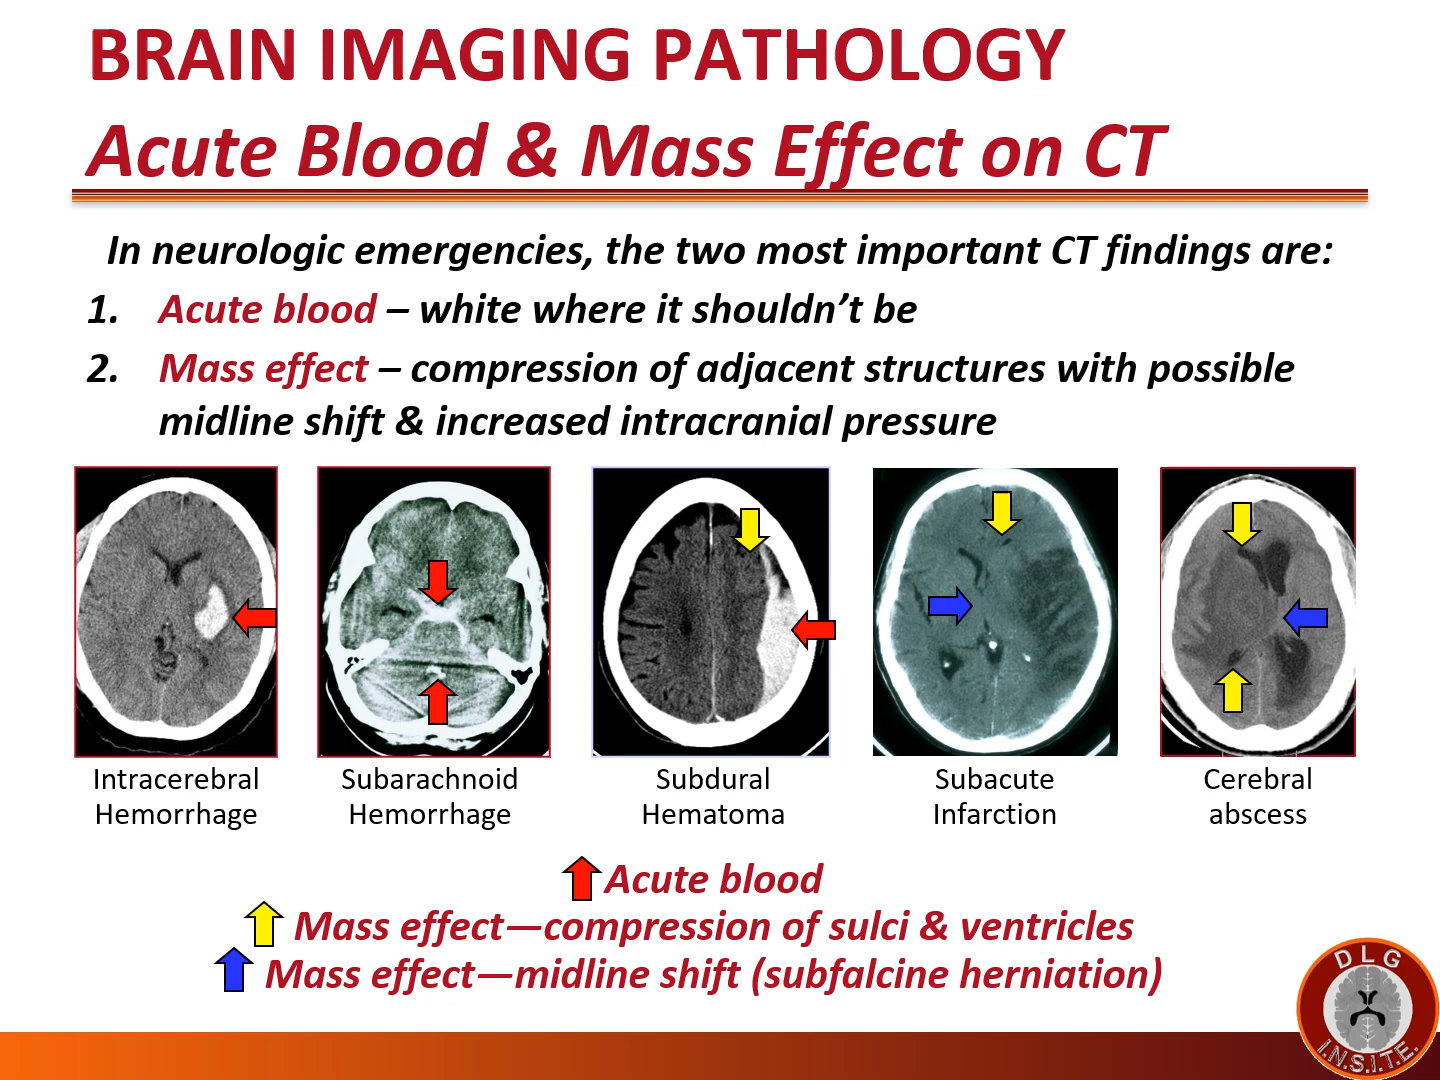 BRAIN IMAGING PATHOLOGY
Acute Blood & Mass Effect on CT
In neurologic emergencies, the two most important CT findings are:
1. Acute blood – white where it shouldn’t be
2. Mass effect – compression of adjacent structures with possible
midline shift & increased intracranial pressure
Intracerebral
Hemorrhage
Subarachnoid
Hemorrhage
Subdural
Hematoma
Subacute
Infarction
Cerebral
abscess
Acute blood
Mass effect—compression of sulci & ventricles
Mass effect—midline shift (subfalcine herniation)
DLG
I.N.S.I.T.E.